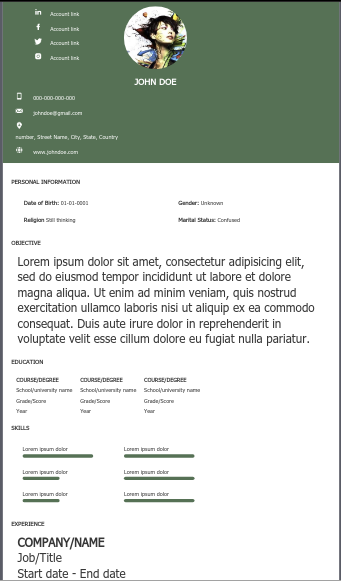 Account link
Account link
Account link
Account link
JOHN DOE
000-000-000-000
johndoe@gmail.com
number, Street Name, City, State, Country
www.johndoe.com
PERSONAL INFORMATION
Date of Birth: 01-01-0001 Gender: Unknown
Religion Still thinking Marital Status: Confused
OBJECTIVE
Lorem ipsum dolor sit amet, consectetur adipisicing elit,
sed do eiusmod tempor incididunt ut labore et dolore
magna aliqua. Ut enim ad minim veniam, quis nostrud
exercitation ullamco laboris nisi ut aliquip ex ea commodo
consequat. Duis aute irure dolor in reprehenderit in
voluptate velit esse cillum dolore eu fugiat nulla pariatur.
EDUCATION
COURSE/DEGREE COURSE/DEGREE COURSE/DEGREE
School/university name School/university name School/university name
Grade/Score Grade/Score Grade/Score
Year Year Year
SKILLS
Lorem ipsum dolor Lorem ipsum dolor
Lorem ipsum dolor Lorem ipsum dolor
Lorem ipsum dolor Lorem ipsum dolor
EXPERIENCE
COMPANY/NAME
Job/Title
Start date - End date